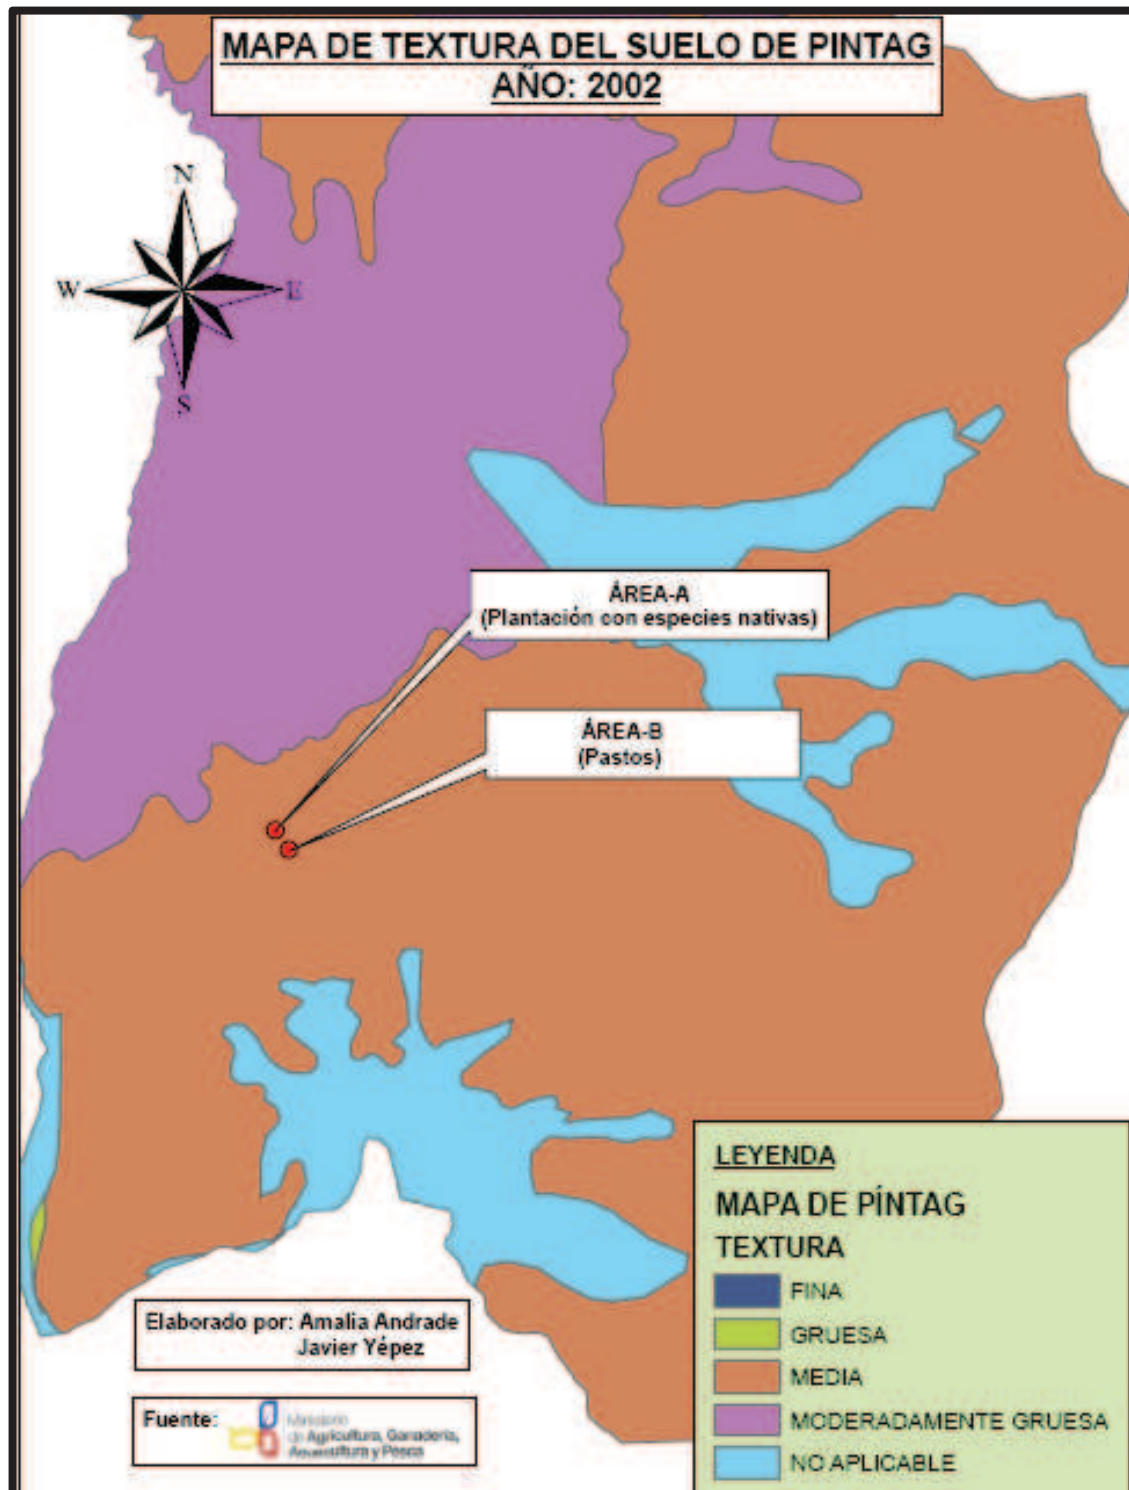 MAPA DE TEXTURA DEL SUELO DE PINTAG
AÑO: 2002
N
W
E
S
ÁREA-A
(Plantación con especies nativas)
ÁREA-B
(Pastos)
LEYENDA
MAPA DE PÍNTAG
TEXTURA
FINA
GRUESA
MEDIA
MODERADAMENTE GRUESA
NO APLICABLE
Elaborado por: Amalia Andrade
Javier Yépez
Fuente:
Ministerio
de Agricultura, Ganadería,
Acuacultura y Pesca